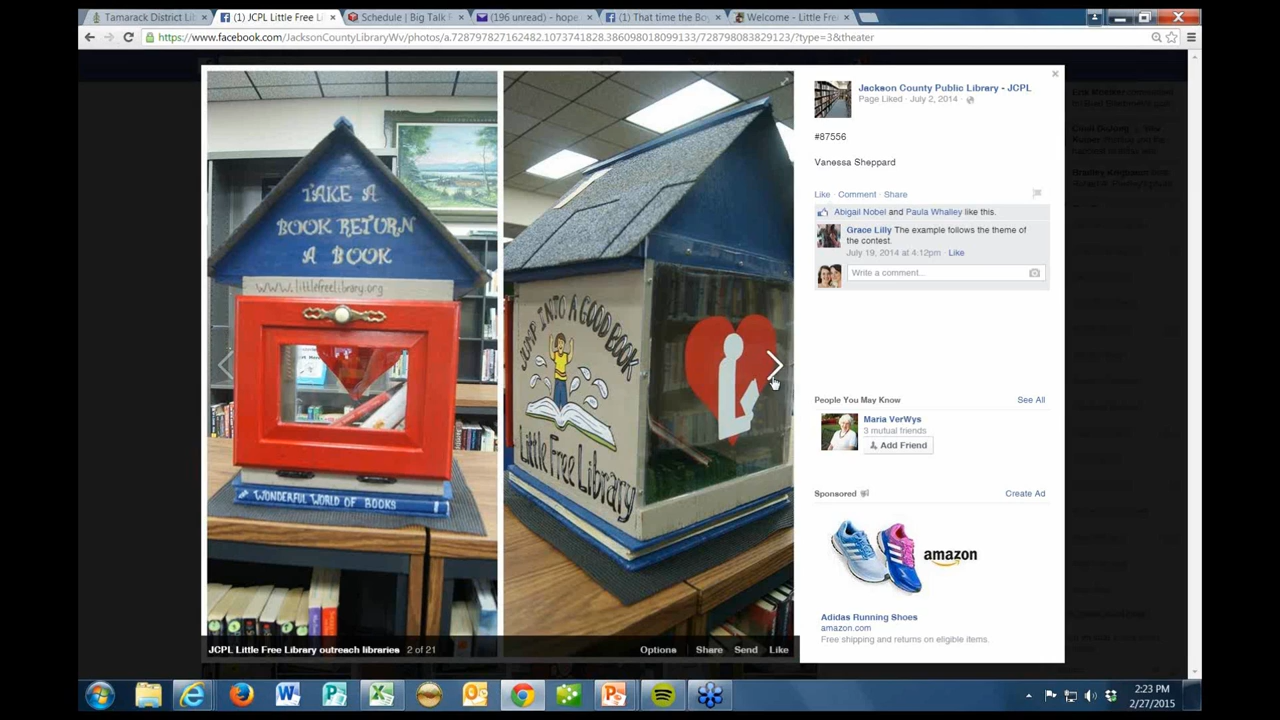 Tamarack District Lib
(1) JCPL Little Free Li
Schedule | Big Talk F
(196 unread) - hope
(1) That time the Bo
Welcome - Little Free
https://www.facebook.com/JacksonCountyLibraryWv/photos/a.728797827162482.1073741828.386098018099133/728798083829123/?type=3&theater
TAKE A
BOOK RETURN
A BOOK
www.littlefreelibrary.org
WONDERFUL WORLD OF BOOKS
JUMP INTO A GOOD BOOK
Little Free Library
Jackson County Public Library - JCPL
Page Liked · July 2, 2014 ·
#87556
Vanessa Sheppard
Like · Comment · Share
Abigail Nobel and Paula Whalley like this.
Grace Lilly The example follows the theme of
the contest.
July 19, 2014 at 4:12pm · Like
Write a comment...
People You May Know
See All
Maria VerWys
3 mutual friends
Add Friend
Sponsored
Create Ad
amazon
Adidas Running Shoes
amazon.com
Free shipping and returns on eligible items.
JCPL Little Free Library outreach libraries 2 of 21
Options Share Send Like
2:23 PM
2/27/2015